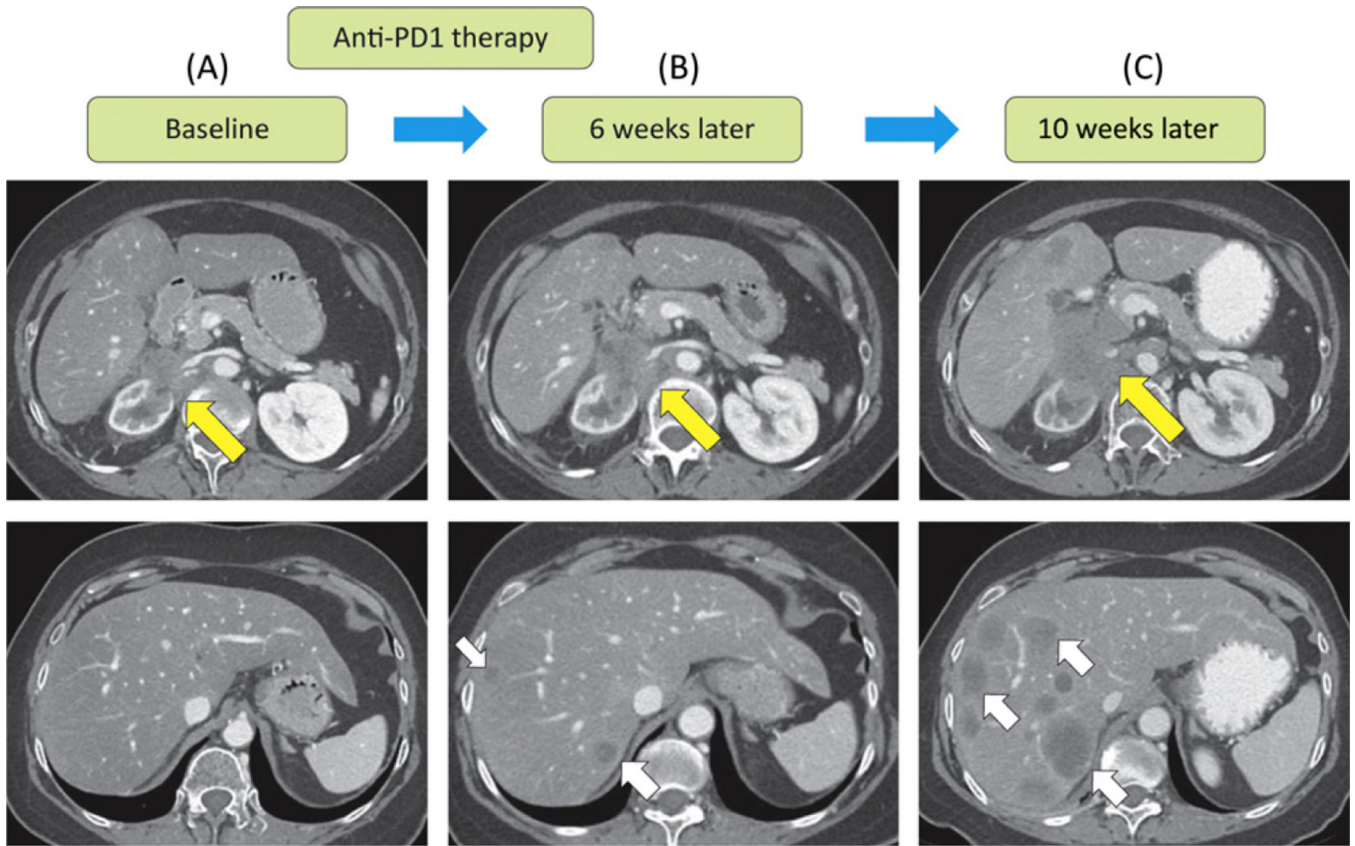 Anti-PD1 therapy
(A)
(B)
(C)
Baseline
6 weeks later
10 weeks later